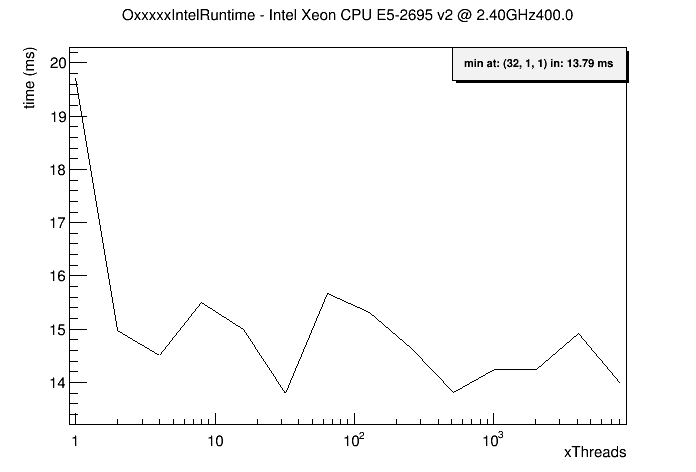 OxxxxxIntelRuntime - Intel Xeon CPU E5-2695 v2 @ 2.40GHz400.0
min at: (32, 1, 1) in: 13.79 ms
time (ms)
20
19
18
17
16
15
14
1 10 10² 10³
xThreads